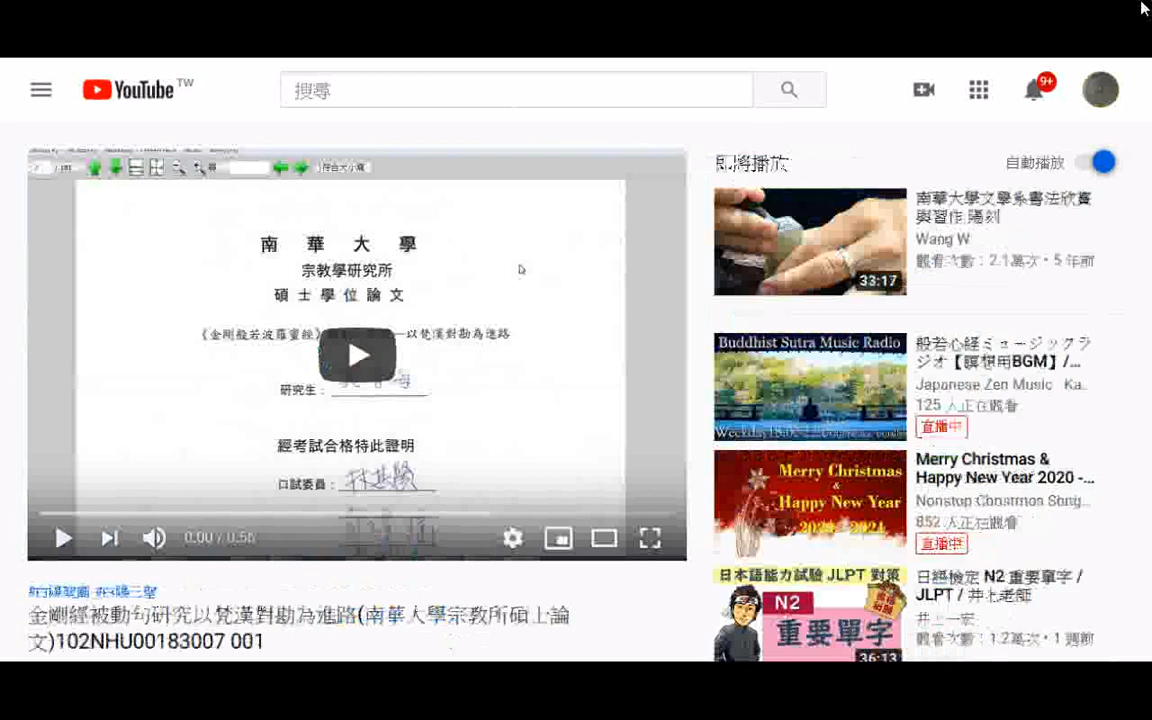 YouTube TW
搜尋
9+
南 華 大 學
宗教學研究所
碩 士 學 位 論 文
《金剛般若波羅蜜經》 以梵漢對勘為進路
研究生:
經考試合格特此證明
口試委員:
0:00 / 0:56
金剛經被動句研究以梵漢對勘為進路(南華大學宗教所碩士論
文)102NHU00183007 001
即將播放
自動播放
33:17
南華大學文學系書法欣賞
與習作 陽刻
Wang W
觀看次數:2.1萬次・5 年前
Buddhist Sutra Music Radio
般若心経ミュージックラ
ジオ【瞑想用BGM】/...
Japanese Zen Music Ka...
125 人正在觀看
直播中
Merry Christmas
&
Happy New Year
Merry Christmas &
Happy New Year 2020 -...
Nonstop Christmas Song...
852 人正在觀看
直播中
日本語能力試験 JLPT 對策
N2
重要單字
36:13
日語檢定 N2 重要單字 /
JLPT / 井上老師
井上一宏
觀看次數:1.2萬次・1 週前